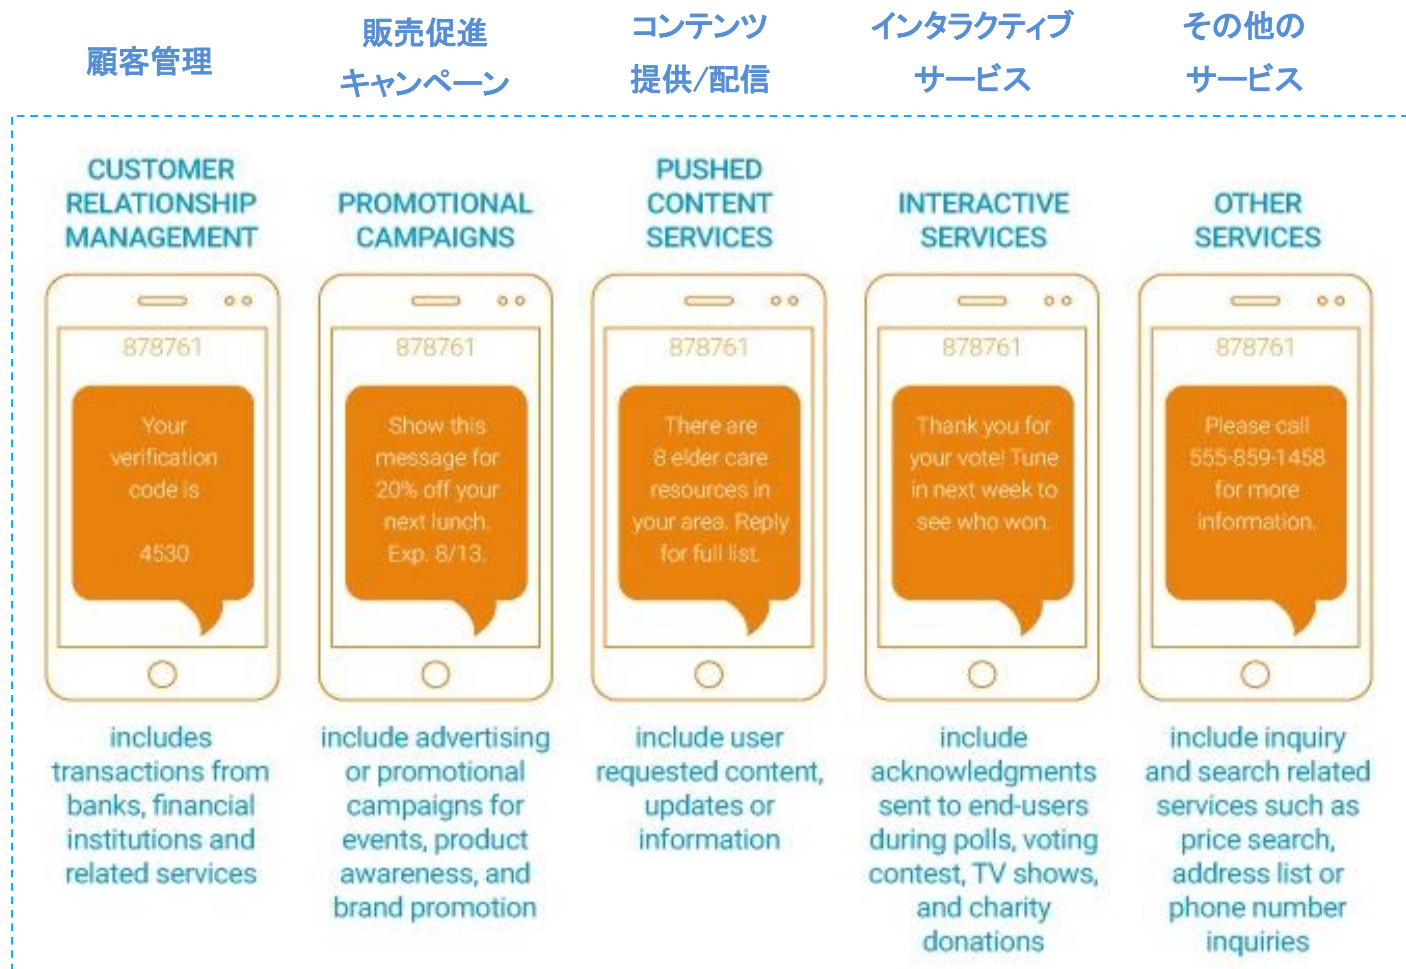 顧客管理
販売促進
キャンペーン
コンテンツ
提供/配信
インタラクティブ
サービス
その他の
サービス
CUSTOMER
RELATIONSHIP
MANAGEMENT
878761
Your
verification
code is
4530
includes
transactions from
banks, financial
institutions and
related services
PROMOTIONAL
CAMPAIGNS
878761
Show this
message for
20% off your
next lunch.
Exp. 8/13.
include advertising
or promotional
campaigns for
events, product
awareness, and
brand promotion
PUSHED
CONTENT
SERVICES
878761
There are
8 elder care
resources in
your area. Reply
for full list.
include user
requested content,
updates or
information
INTERACTIVE
SERVICES
878761
Thank you for
your vote! Tune
in next week to
see who won.
include
acknowledgments
sent to end-users
during polls, voting
contest, TV shows,
and charity
donations
OTHER
SERVICES
878761
Please call
555-859-1458
for more
information.
include inquiry
and search related
services such as
price search,
address list or
phone number
inquiries